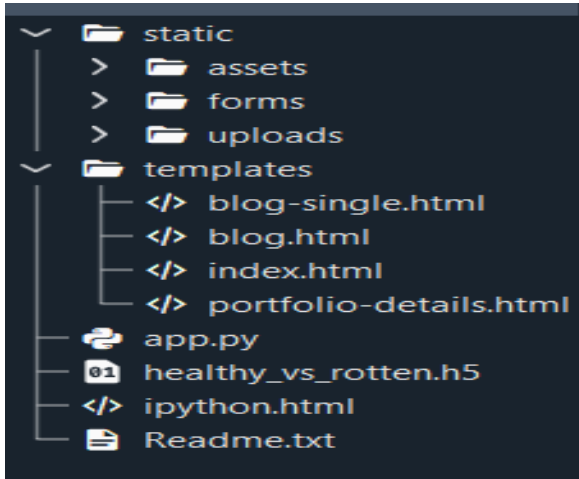 static
assets
forms
uploads
templates
</> blog-single.html
</> blog.html
</> index.html
</> portfolio-details.html
app.py
01 healthy_vs_rotten.h5
</> ipython.html
Readme.txt